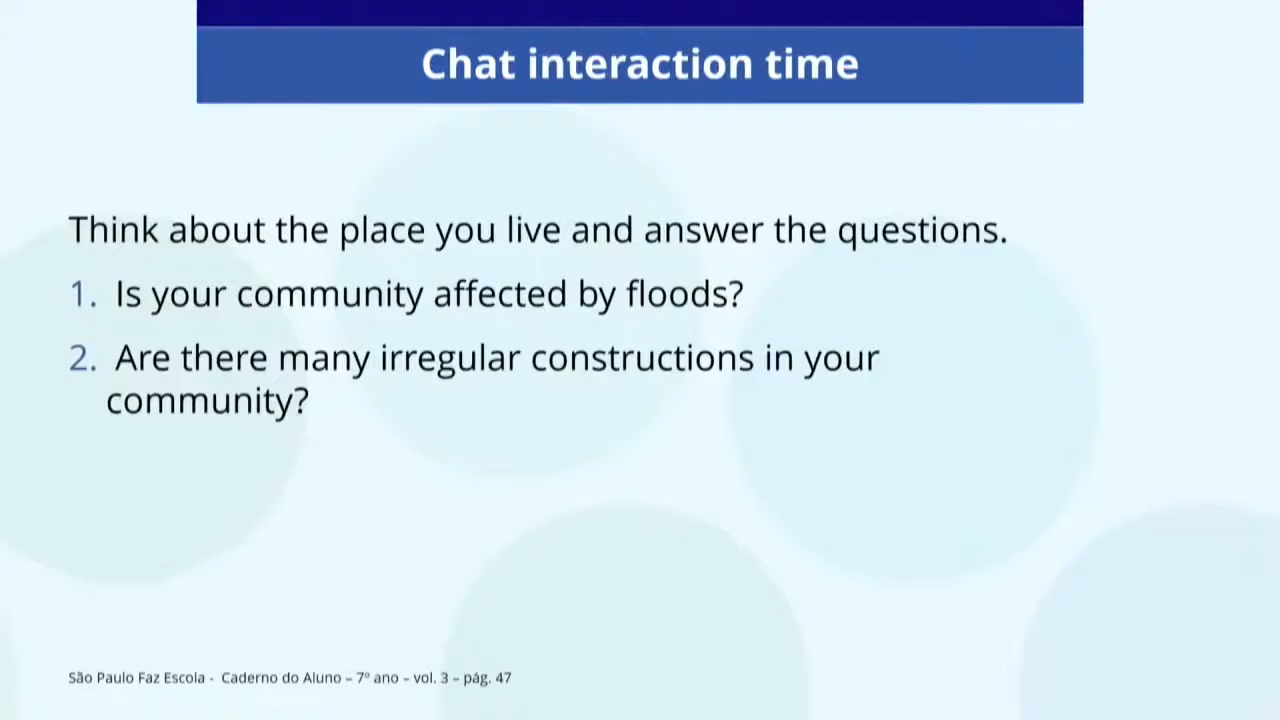 Chat interaction time
Think about the place you live and answer the questions.
1. Is your community affected by floods?
2. Are there many irregular constructions in your
community?
São Paulo Faz Escola - Caderno do Aluno – 7º ano – vol. 3 – pág. 47